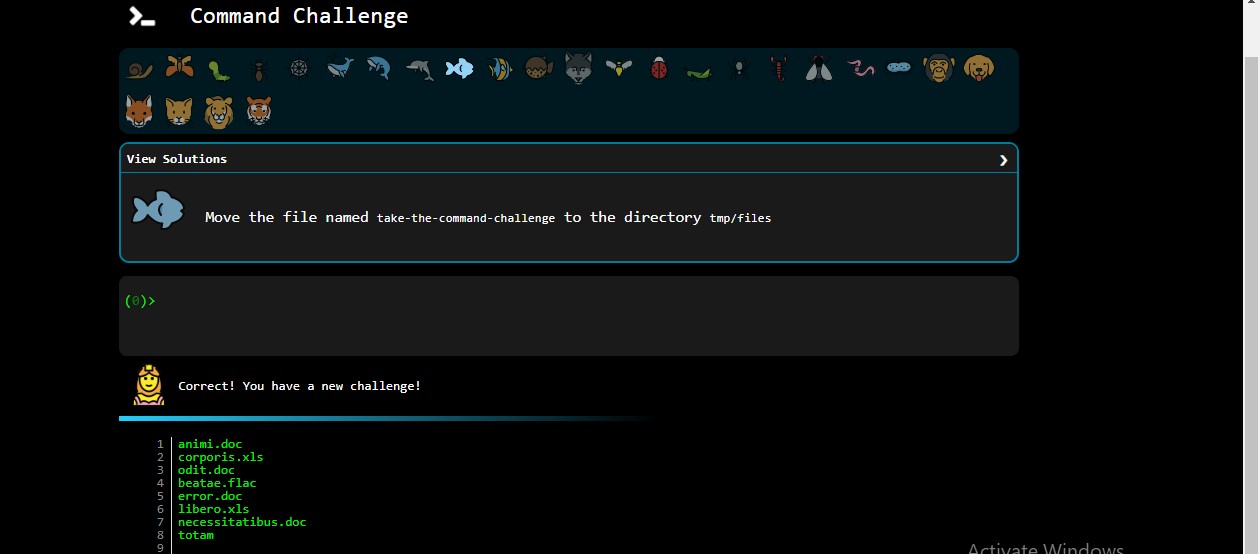 Command Challenge
View Solutions
Move the file named take-the-command-challenge to the directory tmp/files
(0)>
Correct! You have a new challenge!
1 animi.doc
2 corporis.xls
3 odit.doc
4 beatae.flac
5 error.doc
6 libero.xls
7 necessitatibus.doc
8 totam
9
Activate Windows